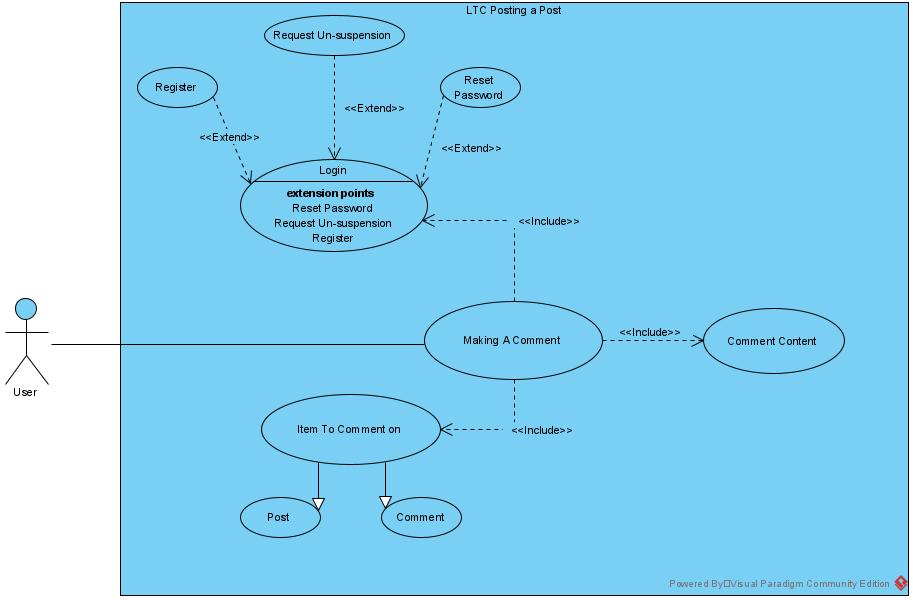 LTC Posting a Post
Request Un-suspension
Register
Reset
Password
<<Extend>>
<<Extend>>
<<Extend>>
Login
extension points
Reset Password
Request Un-suspension
Register
<<Include>>
User
Making A Comment
<<Include>>
Comment Content
Item To Comment on
<<Include>>
Post
Comment
Powered By□Visual Paradigm Community Edition